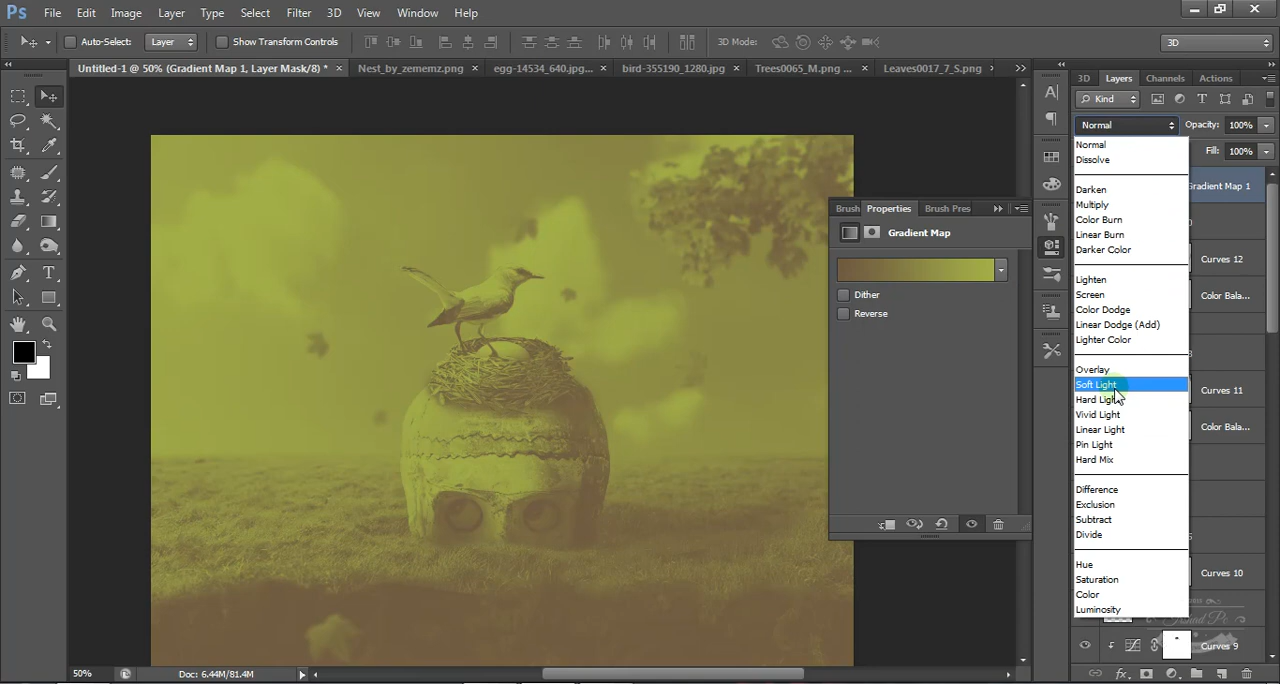 Ps File Edit Image Layer Type Select Filter 3D View Window Help
Auto-Select: Layer Show Transform Controls 3D Mode: 3D
Untitled-1 @ 50% (Gradient Map 1, Layer Mask/8) * × Nest_by_zememz.png × egg-14534_640.jpg... × bird-355190_1280.jpg × Trees0065_M.png ... × Leaves0017_7_S.png ×
3D Layers Channels Actions
Kind
Normal Opacity: 100%
Fill: 100%
Normal
Dissolve
Darken
Multiply
Color Burn
Linear Burn
Darker Color
Lighten
Screen
Color Dodge
Linear Dodge (Add)
Lighter Color
Overlay
Soft Light
Hard Light
Vivid Light
Linear Light
Pin Light
Hard Mix
Difference
Exclusion
Subtract
Divide
Hue
Saturation
Color
Luminosity
Gradient Map 1
Curves 12
Color Bala...
Curves 11
Color Bala...
Curves 10
Curves 9
Brush Properties Brush Pres
Gradient Map
Dither
Reverse
50% Doc: 6.44M/81.4M